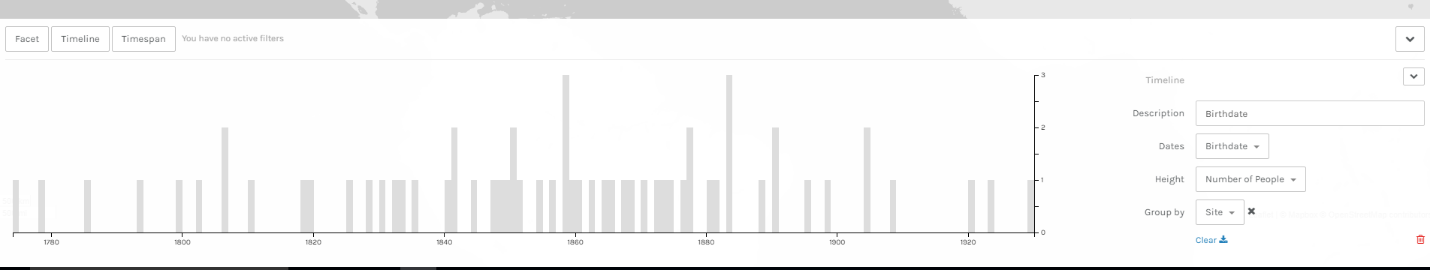 Facet Timeline Timespan You have no active filters
Timeline
Description Birthdate
Dates Birthdate
Height Number of People
Group by Site
Clear
3
2
1
0
1780 1800 1820 1840 1860 1880 1900 1920